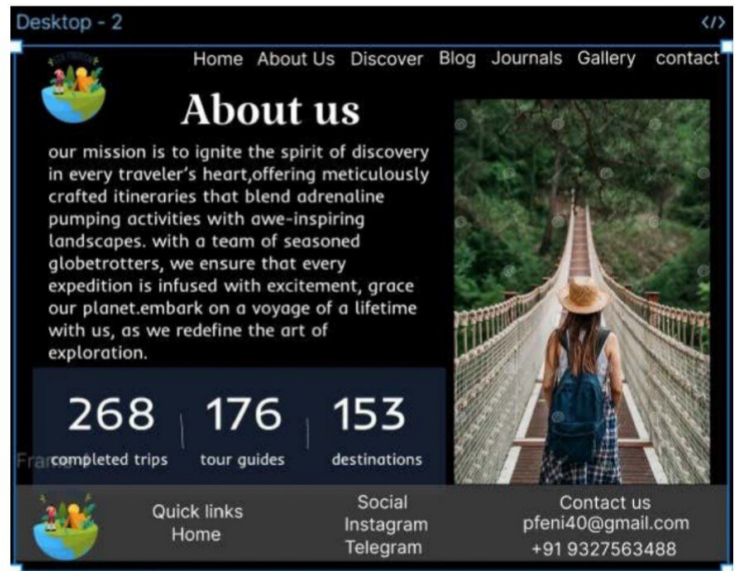 Desktop - 2
</>
Home About Us Discover Blog Journals Gallery contact
About us
our mission is to ignite the spirit of discovery
in every traveler's heart,offering meticulously
crafted itineraries that blend adrenaline
pumping activities with awe-inspiring
landscapes. with a team of seasoned
globetrotters, we ensure that every
expedition is infused with excitement, grace
our planet.embark on a voyage of a lifetime
with us, as we redefine the art of
exploration.
268 176 153
completed trips tour guides destinations
Quick links
Home
Social
Instagram
Telegram
Contact us
pfeni40@gmail.com
+91 9327563488